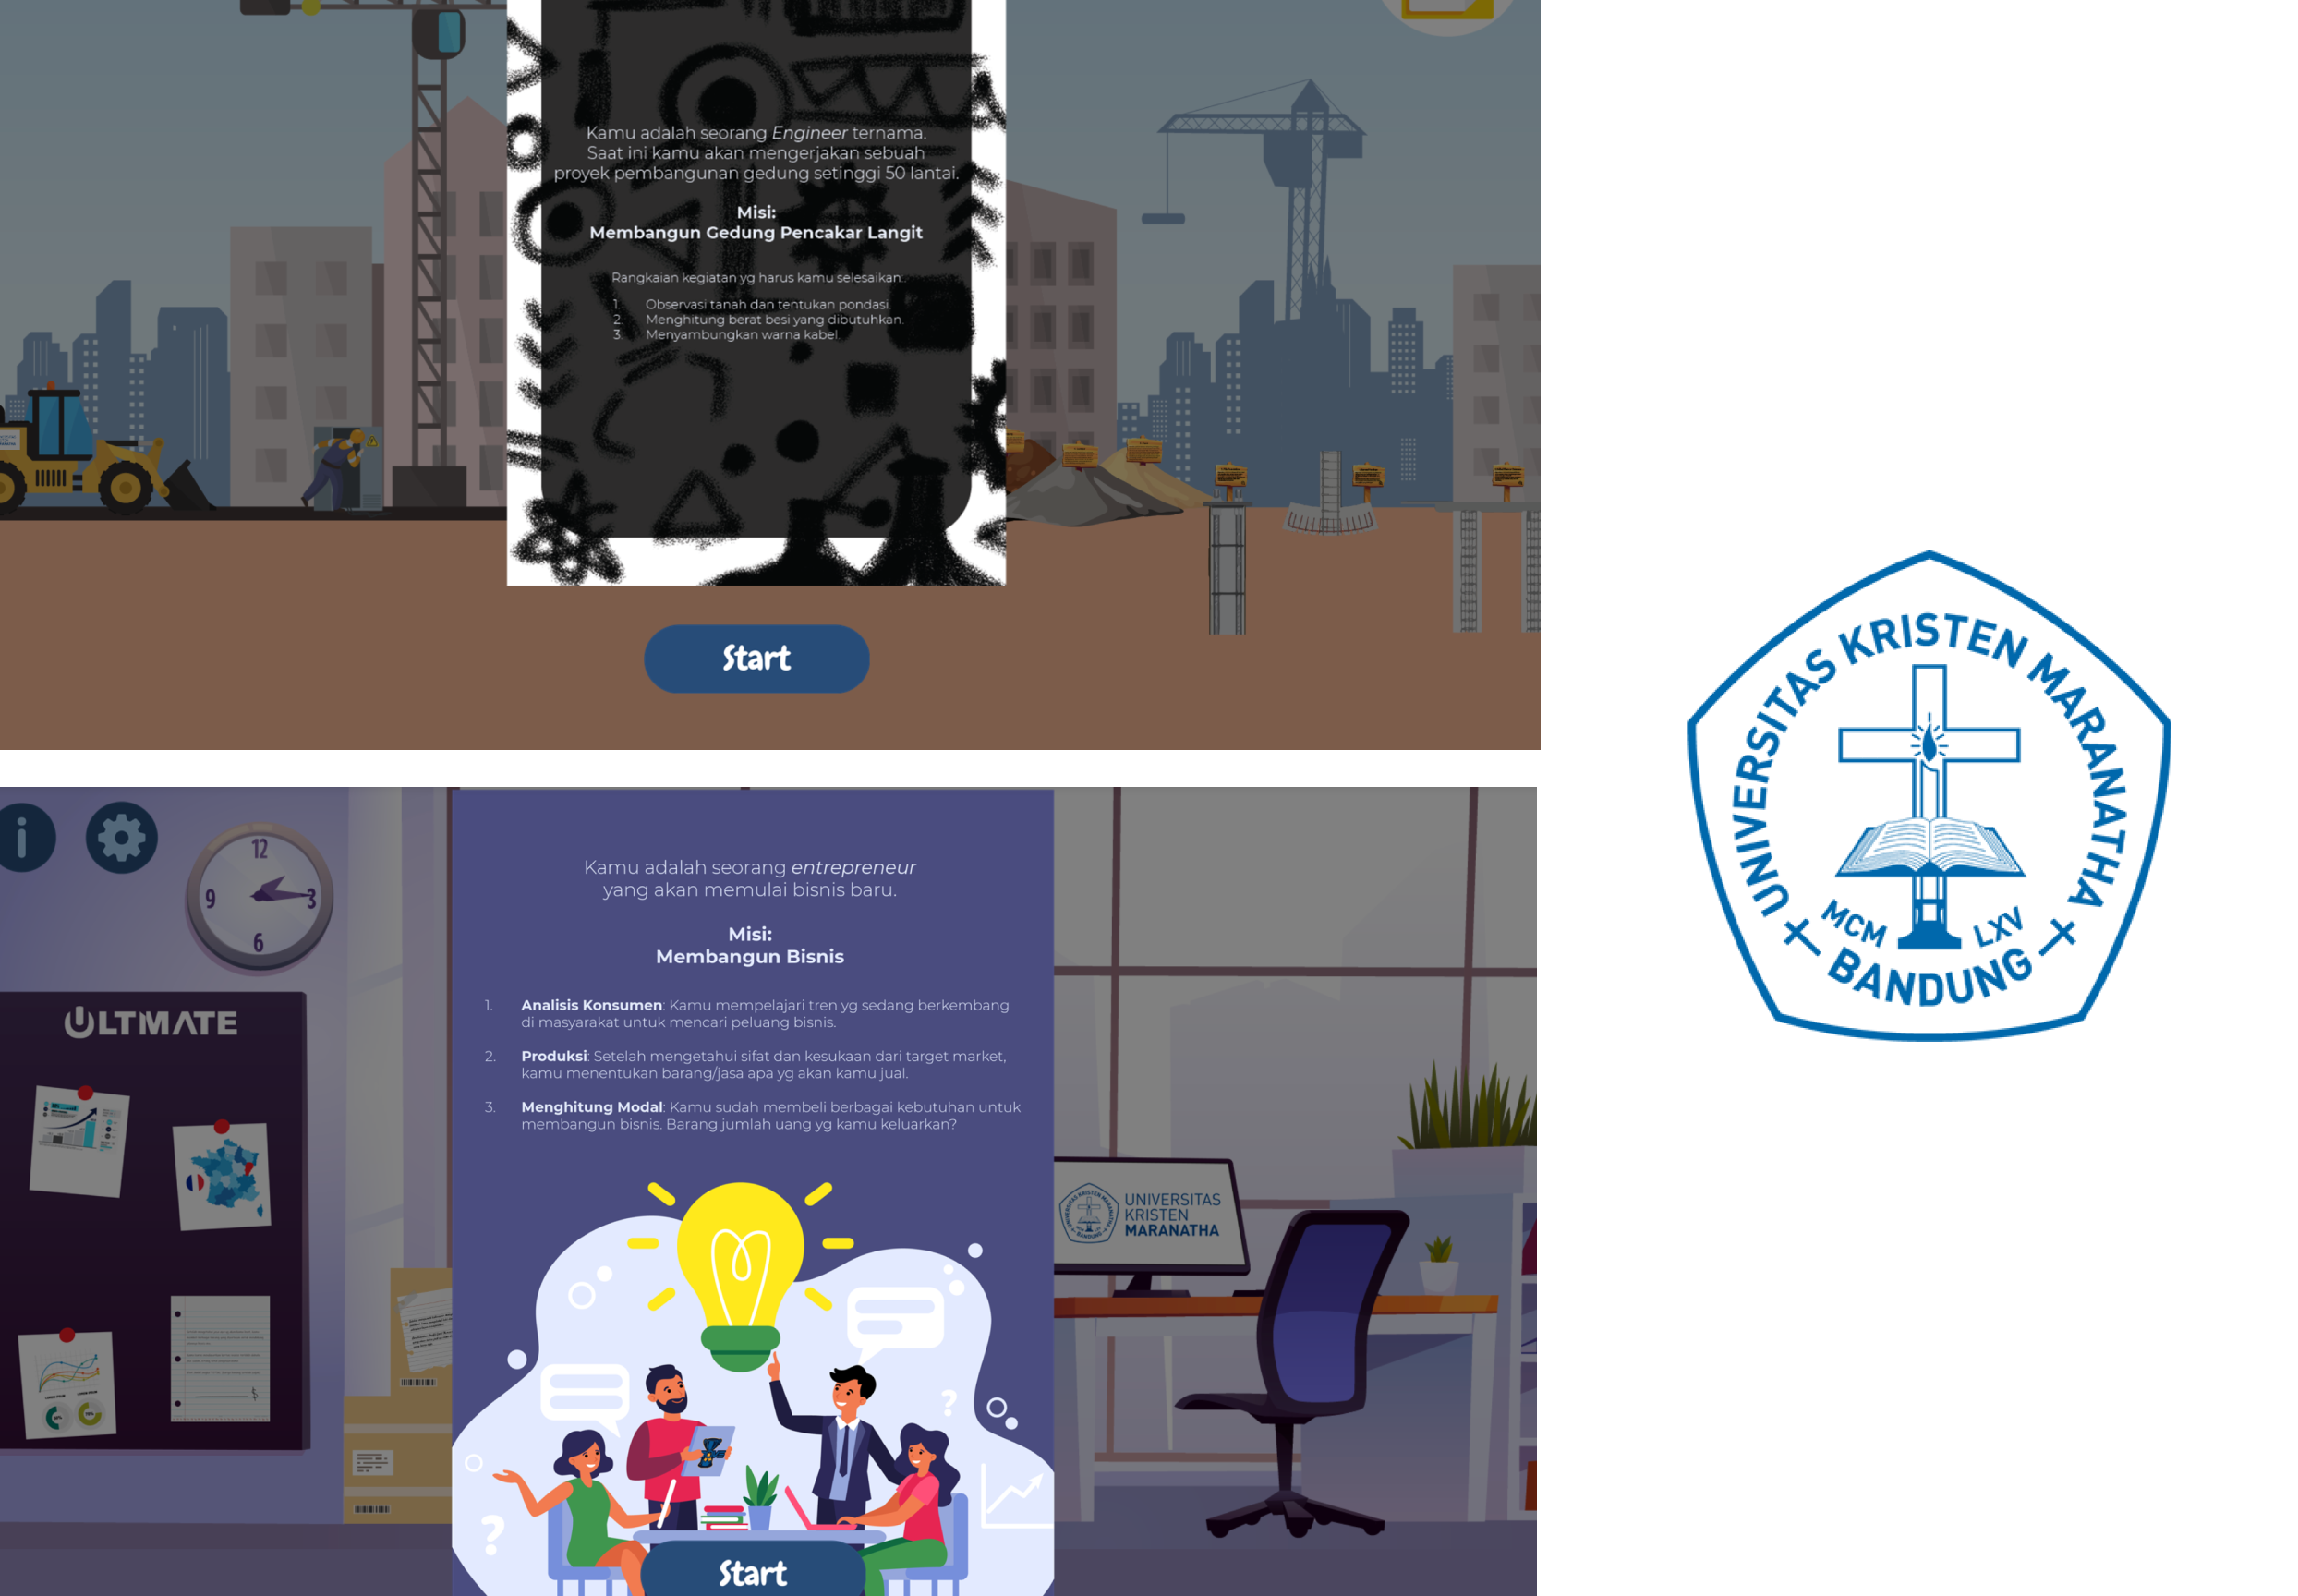 Kamu adalah seorang Engineer ternama.
Saat ini kamu akan mengerjakan sebuah
proyek pembangunan gedung setinggi 50 lantai.
Misi:
Membangun Gedung Pencakar Langit
Rangkaian kegiatan yg harus kamu selesaikan:
1. Observasi tanah dan tentukan pondasi.
2. Menghitung berat besi yang dibutuhkan.
3. Menyambungkan warna kabel.
Start
UNIVERSITAS KRISTEN MARANATHA
MCM LXV
BANDUNG
i
12
9 3
6
ULTMATE
Kamu adalah seorang entrepreneur
yang akan memulai bisnis baru.
Misi:
Membangun Bisnis
1. Analisis Konsumen: Kamu mempelajari tren yg sedang berkembang
di masyarakat untuk mencari peluang bisnis.
2. Produksi: Setelah mengetahui sifat dan kesukaan dari target market,
kamu menentukan barang/jasa apa yg akan kamu jual.
3. Menghitung Modal: Kamu sudah membeli berbagai kebutuhan untuk
membangun bisnis. Barang jumlah uang yg kamu keluarkan?
UNIVERSITAS
KRISTEN
MARANATHA
?
?
Start